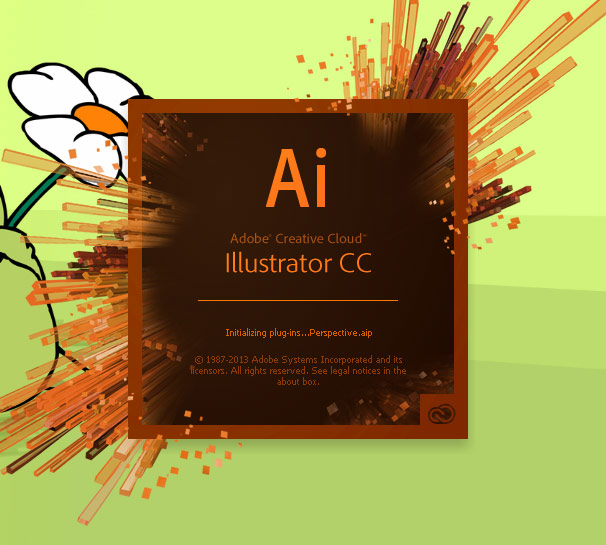 Ai
Adobe® Creative Cloud™
Illustrator CC
Initializing plug-ins...Perspective.aip
© 1987-2013 Adobe Systems Incorporated and its
licensors. All rights reserved. See legal notices in the
about box.